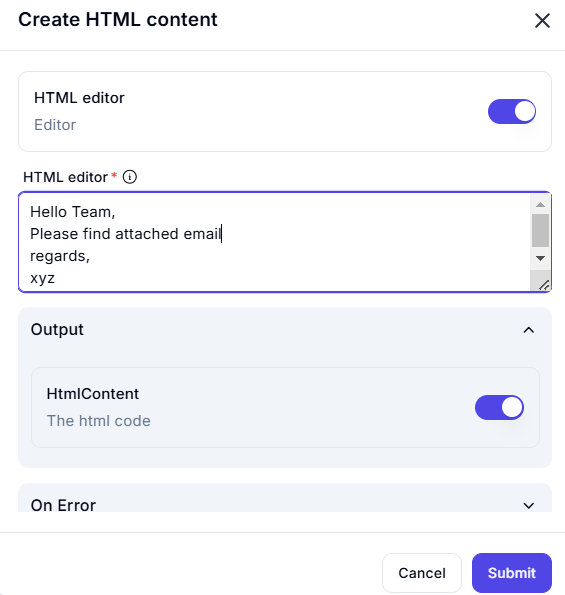 Create HTML content
HTML editor
Editor
HTML editor *
Hello Team,
Please find attached email
regards,
xyz
Output
HtmlContent
The html code
On Error
Cancel
Submit